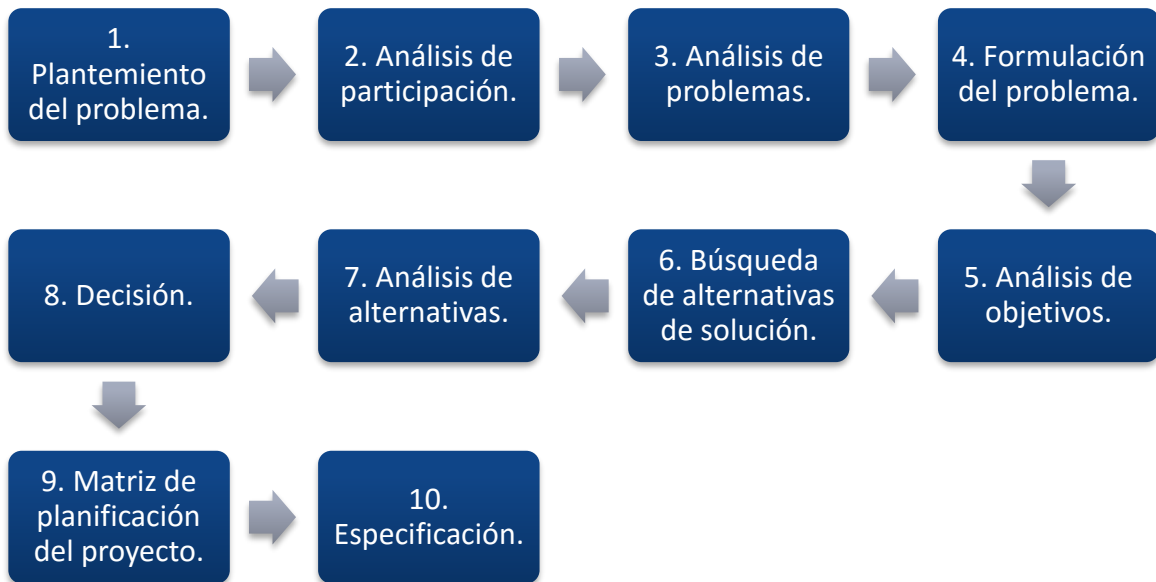 1.
Plantemiento
del problema.
2. Análisis de
participación.
3. Análisis de
problemas.
4. Formulación
del problema.
5. Análisis de
objetivos.
6. Búsqueda
de alternativas
de solución.
7. Análisis de
alternativas.
8. Decisión.
9. Matriz de
planificación
del proyecto.
10.
Especificación.